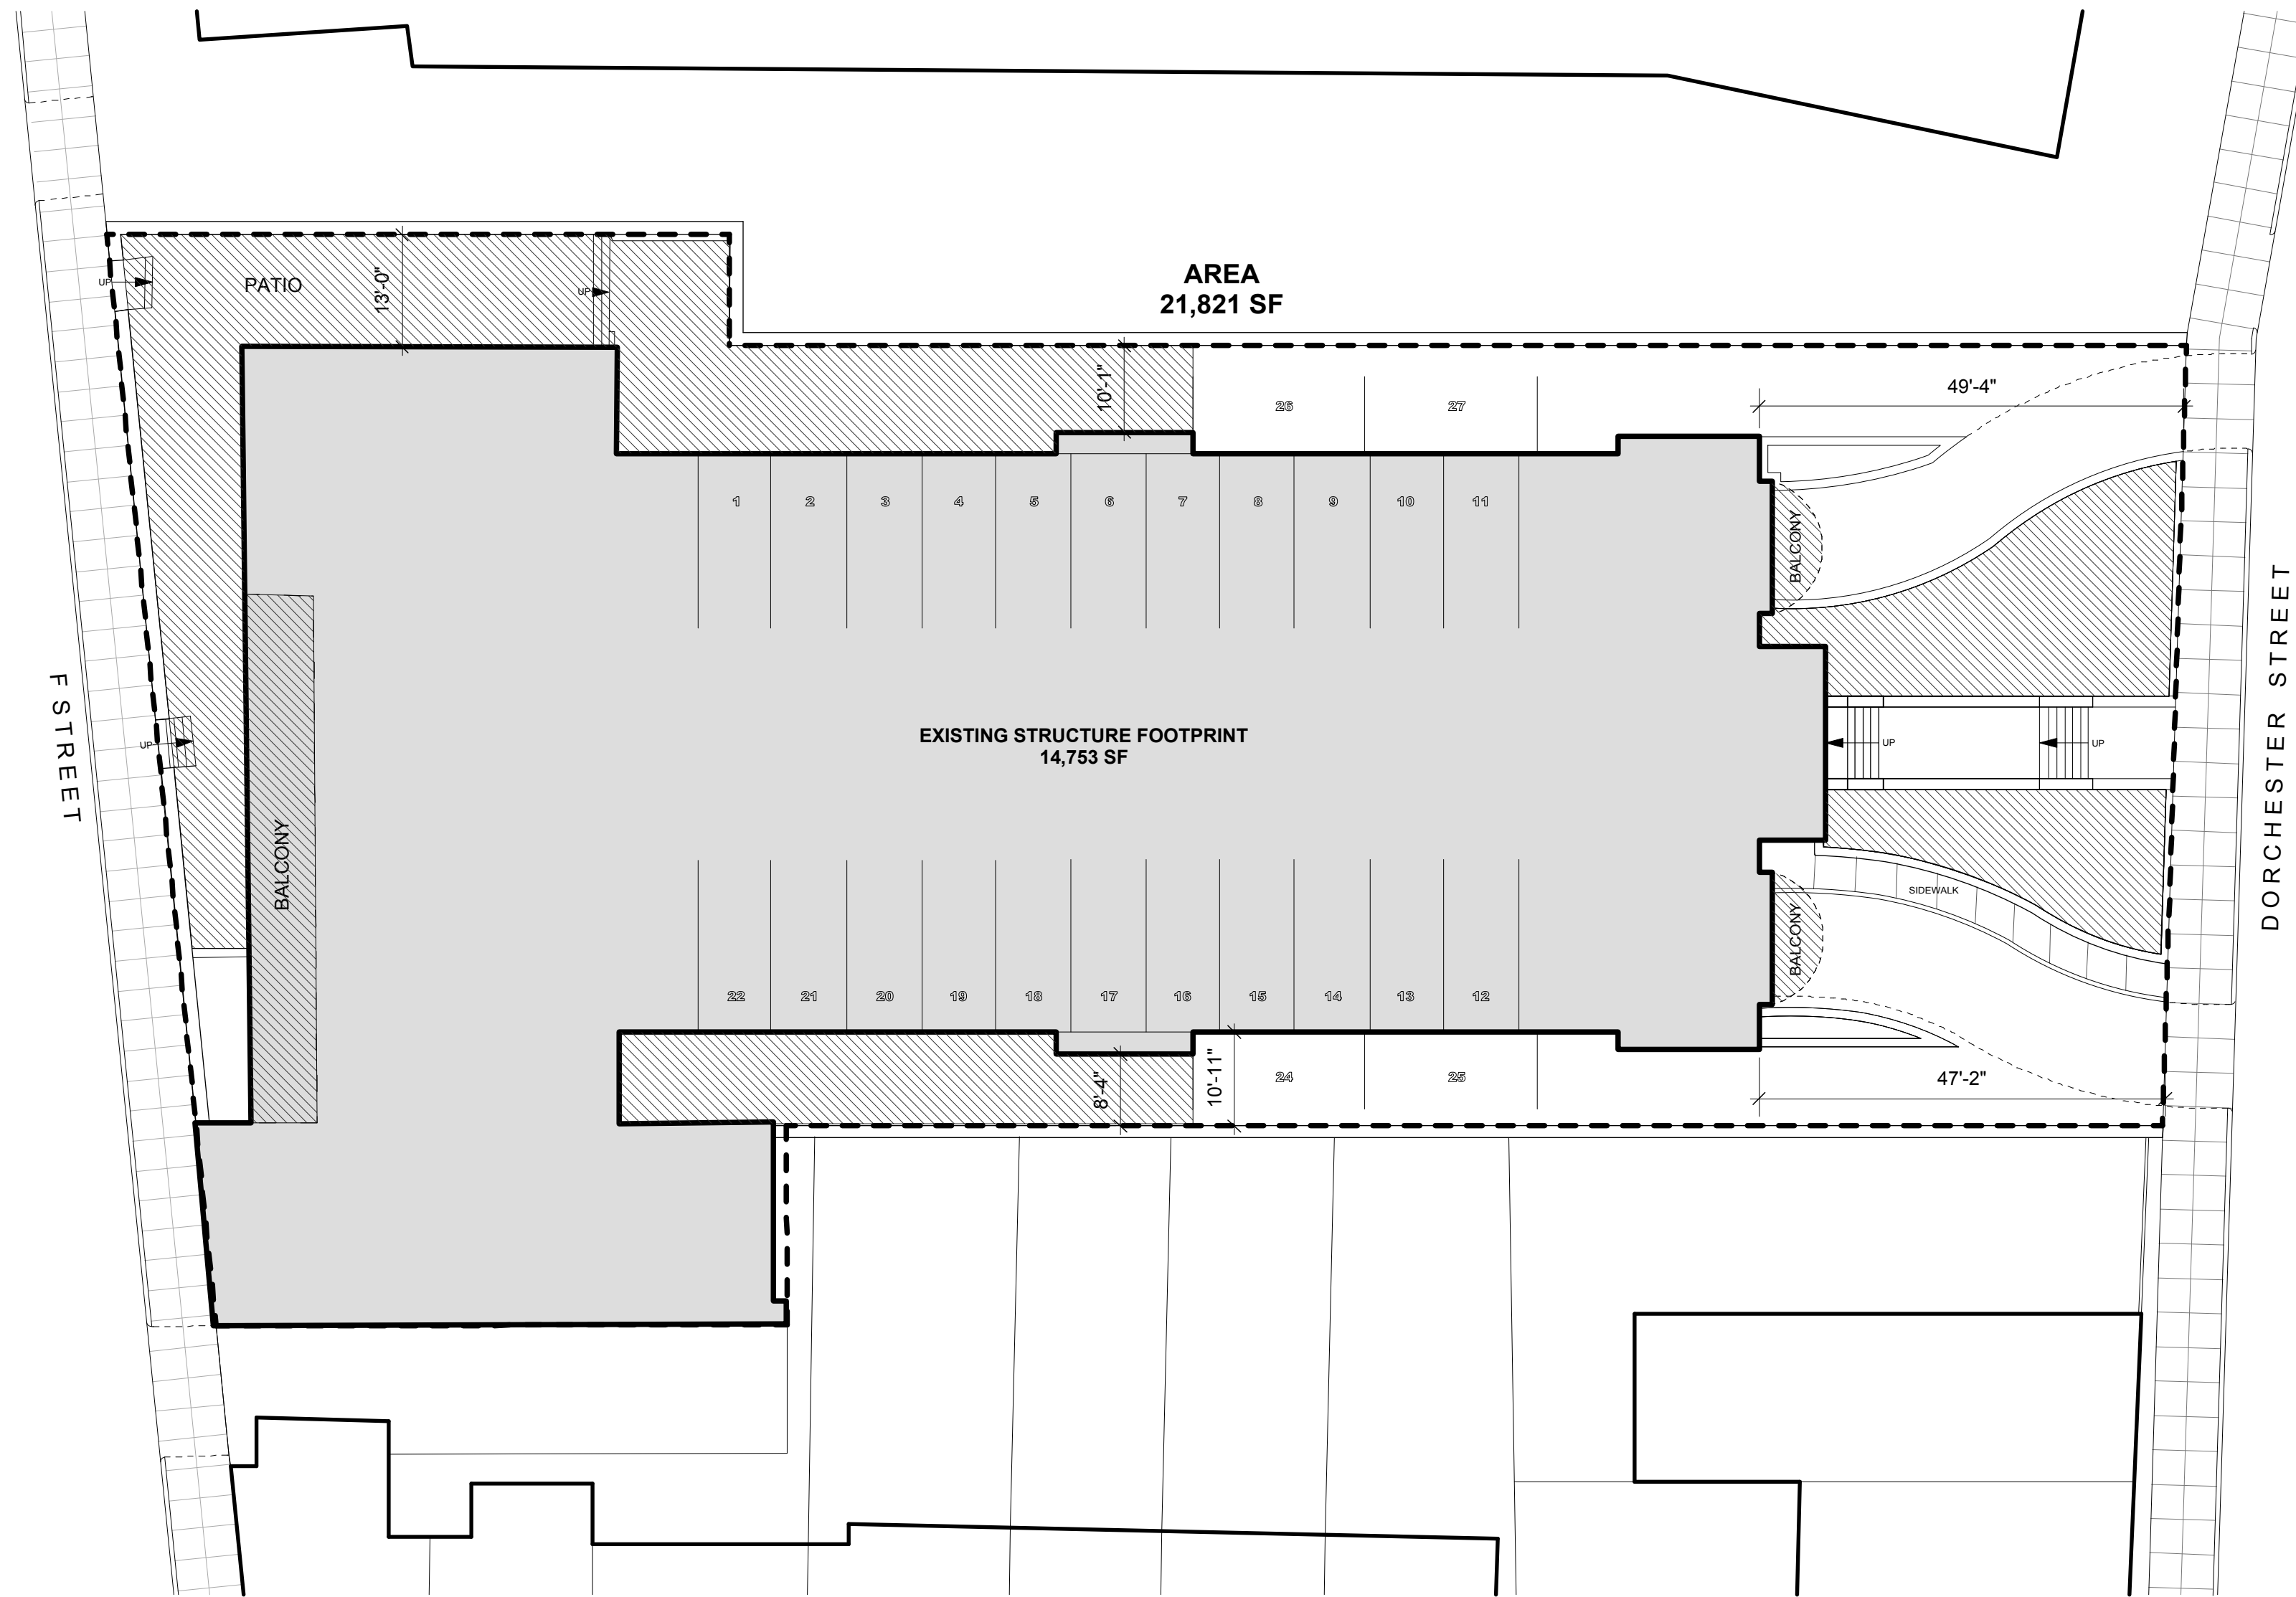 AREA
21,821 SF
UP
PATIO
13'-0"
UP
10'-1"
26
27
49'-4"
1
2
3
4
5
6
7
8
9
10
11
BALCONY
F STREET
EXISTING STRUCTURE FOOTPRINT
14,753 SF
UP
UP
UP
DORCHESTER STREET
BALCONY
SIDEWALK
BALCONY
22
21
20
19
18
17
16
15
14
13
12
8'-4"
10'-11"
24
25
47'-2"